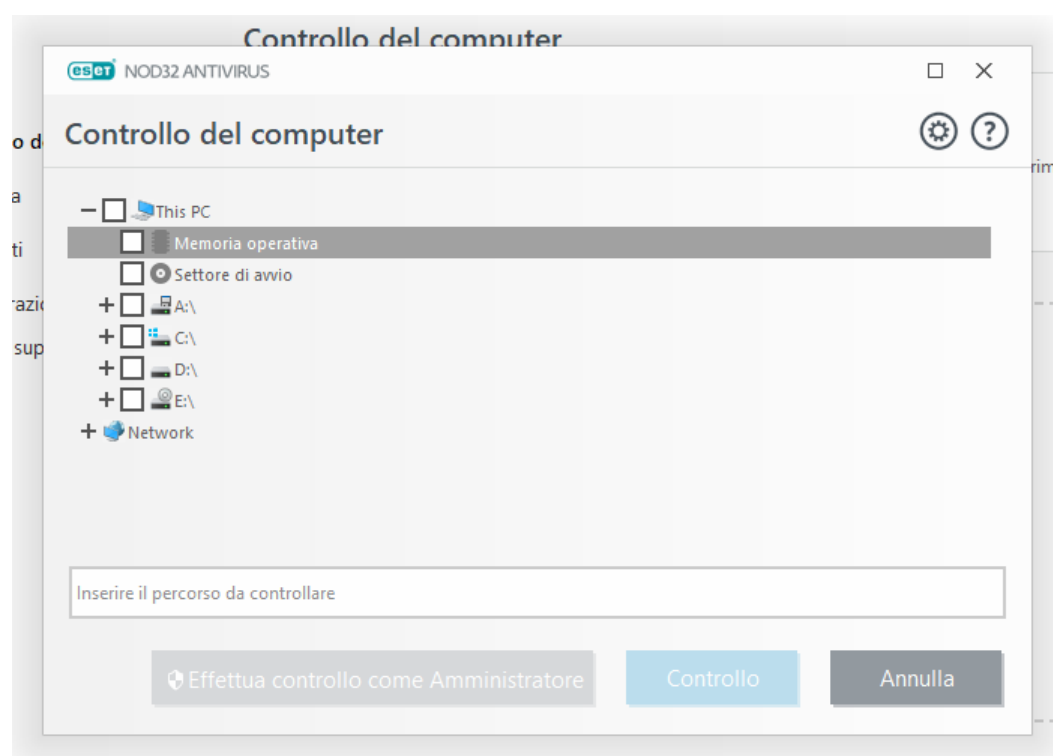 Controllo del computer
eset NOD32 ANTIVIRUS
Controllo del computer
?
This PC
Memoria operativa
Settore di avvio
A:\
C:\
D:\
E:\
Network
Inserire il percorso da controllare
Effettua controllo come Amministratore
Controllo
Annulla